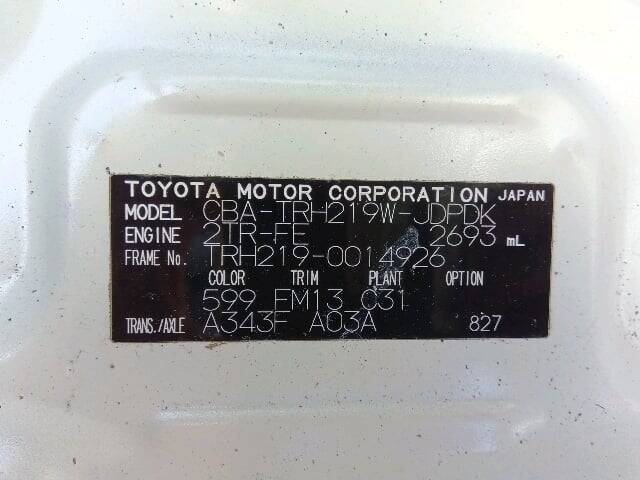 TOYOTA MOTOR CORPORATION JAPAN
MODEL CBA-TRH219W-JDPDK
ENGINE 2TR-FE 2693 mL
FRAME No. TRH219-0014926
COLOR TRIM PLANT OPTION
599 FM13 C31
TRANS./AXLE A343F A03A 827